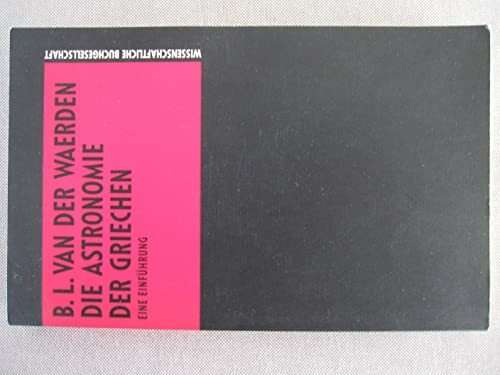 B. L. VAN DER WAERDEN
DIE ASTRONOMIE
DER GRIECHEN
EINE EINFÜHRUNG
WISSENSCHAFTLICHE BUCHGESELLSCHAFT